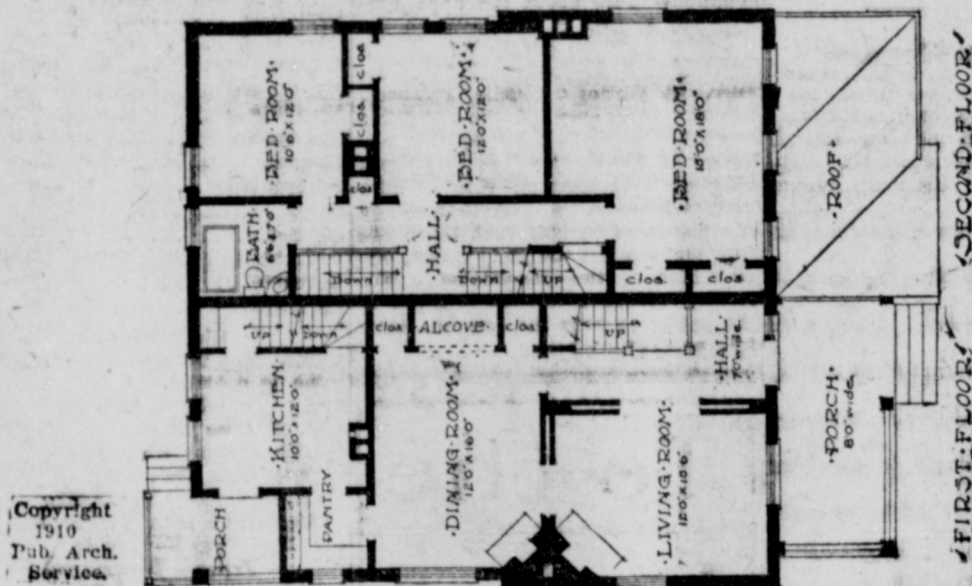 BED·ROOM·
10'6"X12'0"
clos.
clos.
clos.
·BED·ROOM·
12'0"X12'0"
·BED·ROOM·
15'0"X18'0"
·ROOF·
BATH
·HALL·
Down
Down
UP
clos.
clos.
SECOND·FLOOR
UP
Down
clos.
·ALCOVE·
clos.
UP
·HALL·
7'0" wide.
·KITCHEN·
10'0"X12'0"
·DINING·ROOM·
12'0"X16'0"
·LIVING·ROOM·
·PORCH·
8'0" wide.
PORCH
PANTRY
FIRST·FLOOR
Copyright
1910
Pub. Arch.
Service.